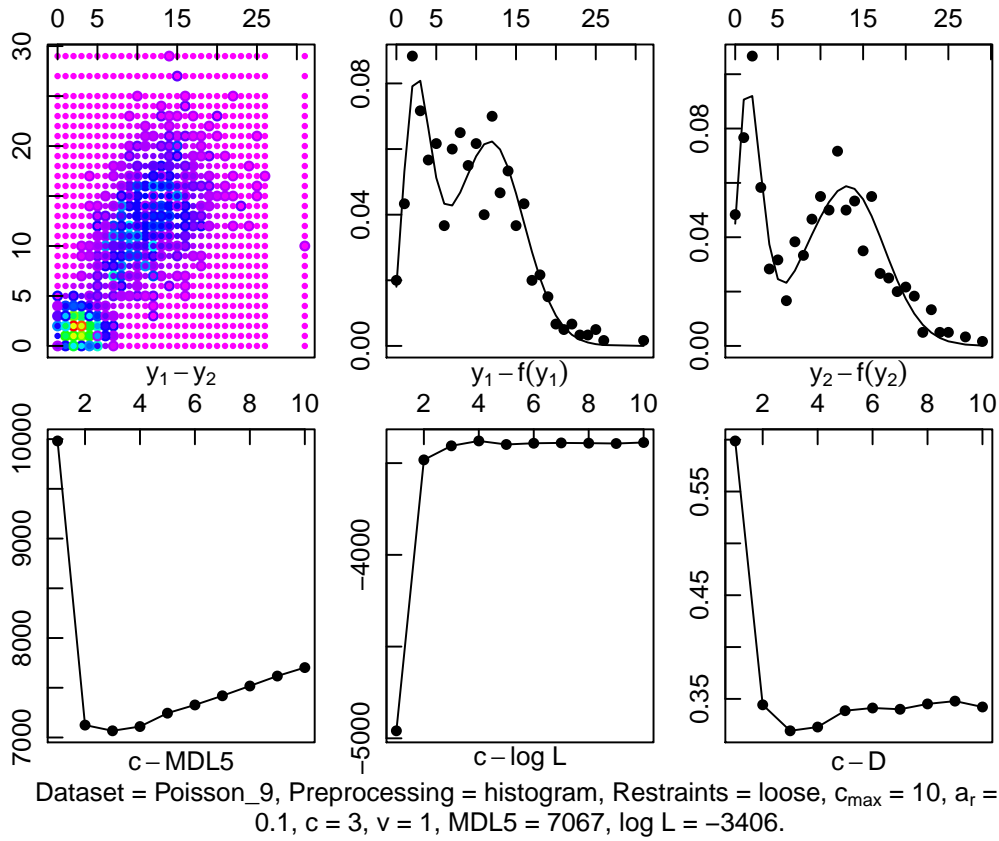 0 5 15 25
0 5 15 25
0 5 15 25
0 5 10 20 30
0.00 0.04 0.08
0.00 0.04 0.08
y₁ − y₂
y₁ − f(y₁)
y₂ − f(y₂)
2 4 6 8 10
2 4 6 8 10
2 4 6 8 10
7000 8000 9000 10000
−5000 −4000
0.35 0.45 0.55
c − MDL5
c − log L
c − D
Dataset = Poisson_9, Preprocessing = histogram, Restraints = loose, cₘₐₓ = 10, aᵣ =
0.1, c = 3, v = 1, MDL5 = 7067, log L = −3406.